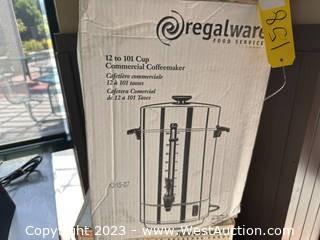 regalware
FOOD SERVICE
158
12 to 101 Cup
Commercial Coffeemaker
Cafetière commerciale
12 à 101 tasses
Cafetera Comercial
de 12 a 101 Tazas
Copyright 2023 - www.WestAuction.com